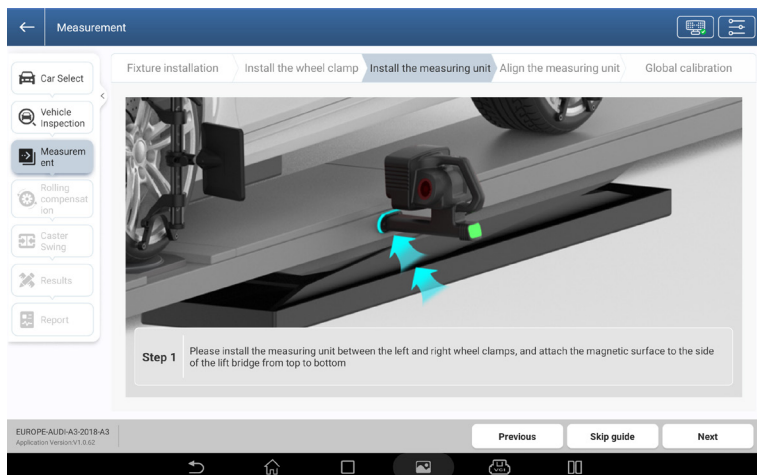 Measurement
Fixture installation
Install the wheel clamp
Install the measuring unit
Align the measuring unit
Global calibration
Car Select
Vehicle
Inspection
Measurem
ent
Rolling
compensat
ion
Caster
Swing
Results
Report
Step 1
Please install the measuring unit between the left and right wheel clamps, and attach the magnetic surface to the side
of the lift bridge from top to bottom
EUROPE-AUDI-A3-2018-A3
Application Version:V1.0.62
Previous
Skip guide
Next
VCI